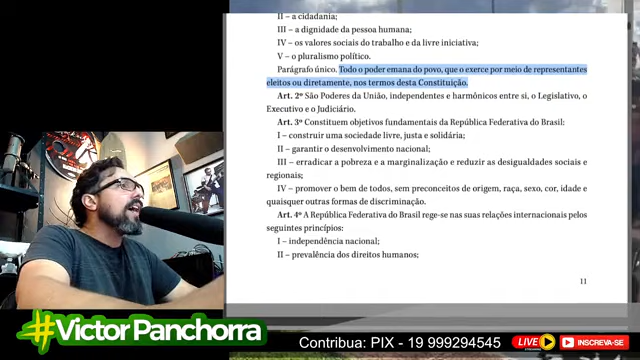 II – a cidadania;
III – a dignidade da pessoa humana;
IV – os valores sociais do trabalho e da livre iniciativa;
V – o pluralismo político.
Parágrafo único. Todo o poder emana do povo, que o exerce por meio de representantes
eleitos ou diretamente, nos termos desta Constituição.
Art. 2º São Poderes da União, independentes e harmônicos entre si, o Legislativo, o
Executivo e o Judiciário.
Art. 3º Constituem objetivos fundamentais da República Federativa do Brasil:
I – construir uma sociedade livre, justa e solidária;
II – garantir o desenvolvimento nacional;
III – erradicar a pobreza e a marginalização e reduzir as desigualdades sociais e
regionais;
IV – promover o bem de todos, sem preconceitos de origem, raça, sexo, cor, idade e
quaisquer outras formas de discriminação.
Art. 4º A República Federativa do Brasil rege-se nas suas relações internacionais pelos
seguintes princípios:
I – independência nacional;
II – prevalência dos direitos humanos;
11
#Victor Panchorra
Contribua: PIX - 19 999294545
LIVE
INSCREVA-SE